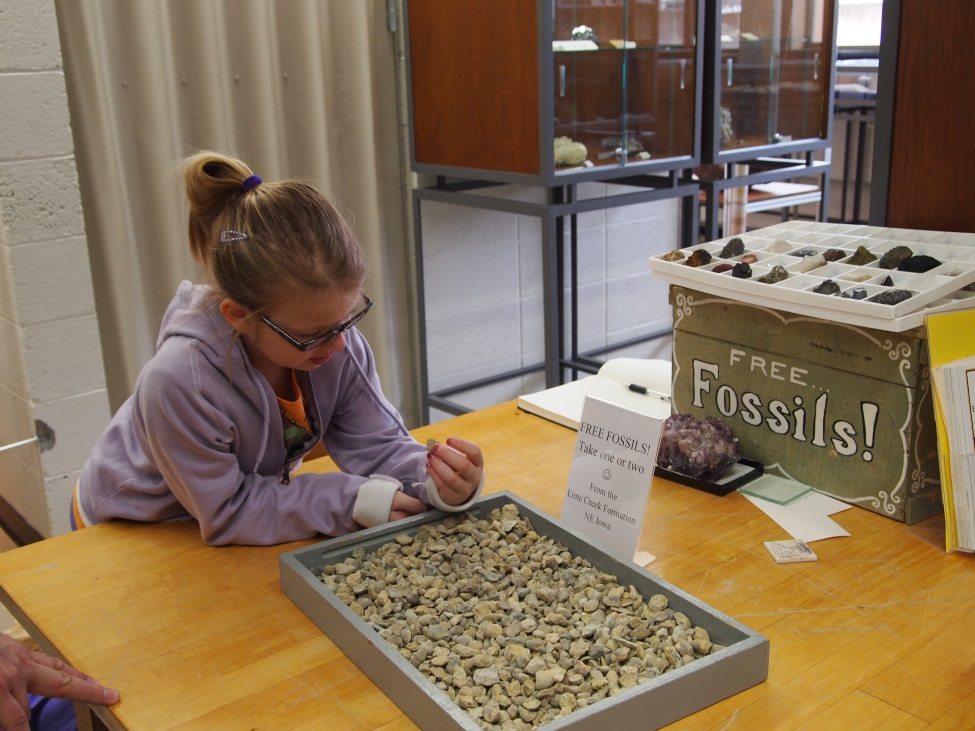 FREE...
Fossils!
FREE FOSSILS!
Take one or two
☺
From the
Lime Creek Formation
NE Iowa